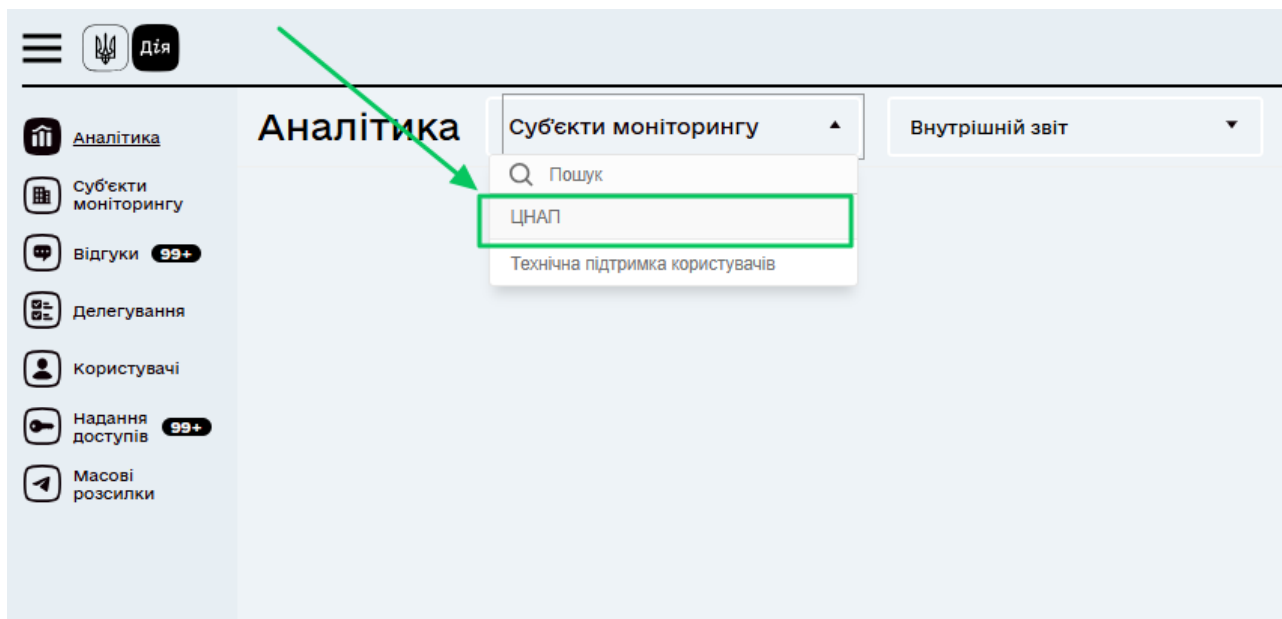 Дія
Аналітика
Суб'єкти
моніторингу
Відгуки 99+
Делегування
Користувачі
Надання
доступів 99+
Масові
розсилки
Аналітика
Суб'єкти моніторингу
Пошук
ЦНАП
Технічна підтримка користувачів
Внутрішній звіт